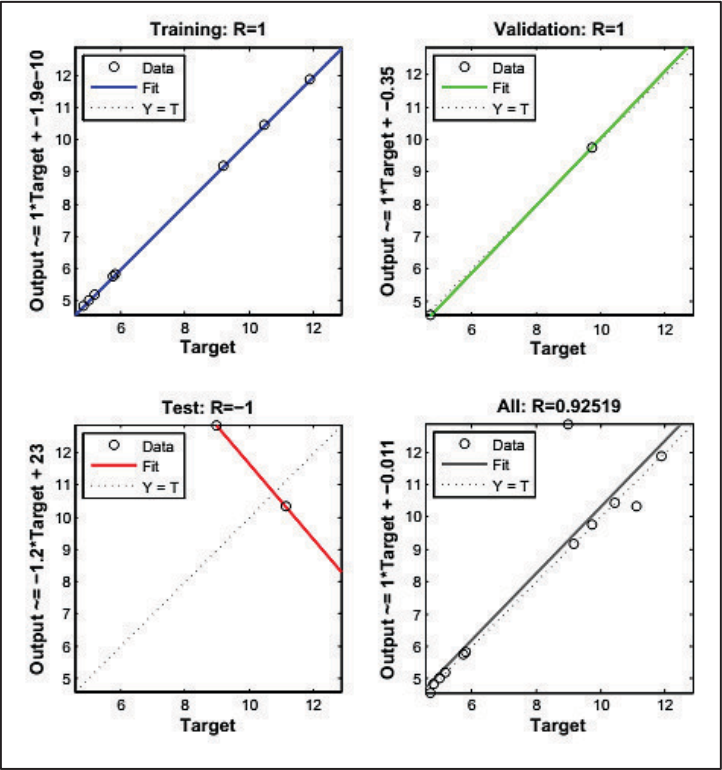 Training: R=1
Output ~= 1*Target + −1.9e−10
Data
Fit
Y = T
12
11
10
9
8
7
6
5
6 8 10 12
Target
Validation: R=1
Output ~= 1*Target + −0.35
Data
Fit
Y = T
12
11
10
9
8
7
6
5
6 8 10 12
Target
Test: R=−1
Output ~= −1.2*Target + 23
Data
Fit
Y = T
12
11
10
9
8
7
6
5
6 8 10 12
Target
All: R=0.92519
Output ~= 1*Target + −0.011
Data
Fit
Y = T
12
11
10
9
8
7
6
5
6 8 10 12
Target